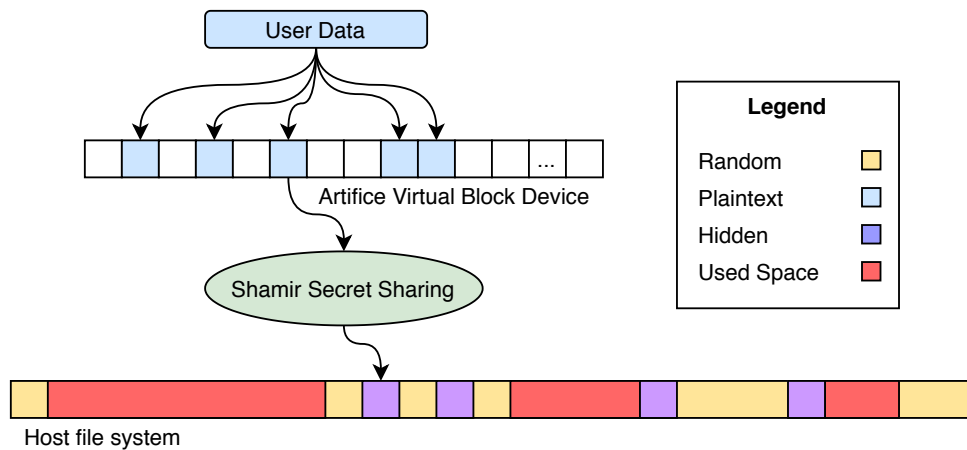 User Data
...
Artifice Virtual Block Device
Shamir Secret Sharing
Host file system
Legend
Random
Plaintext
Hidden
Used Space